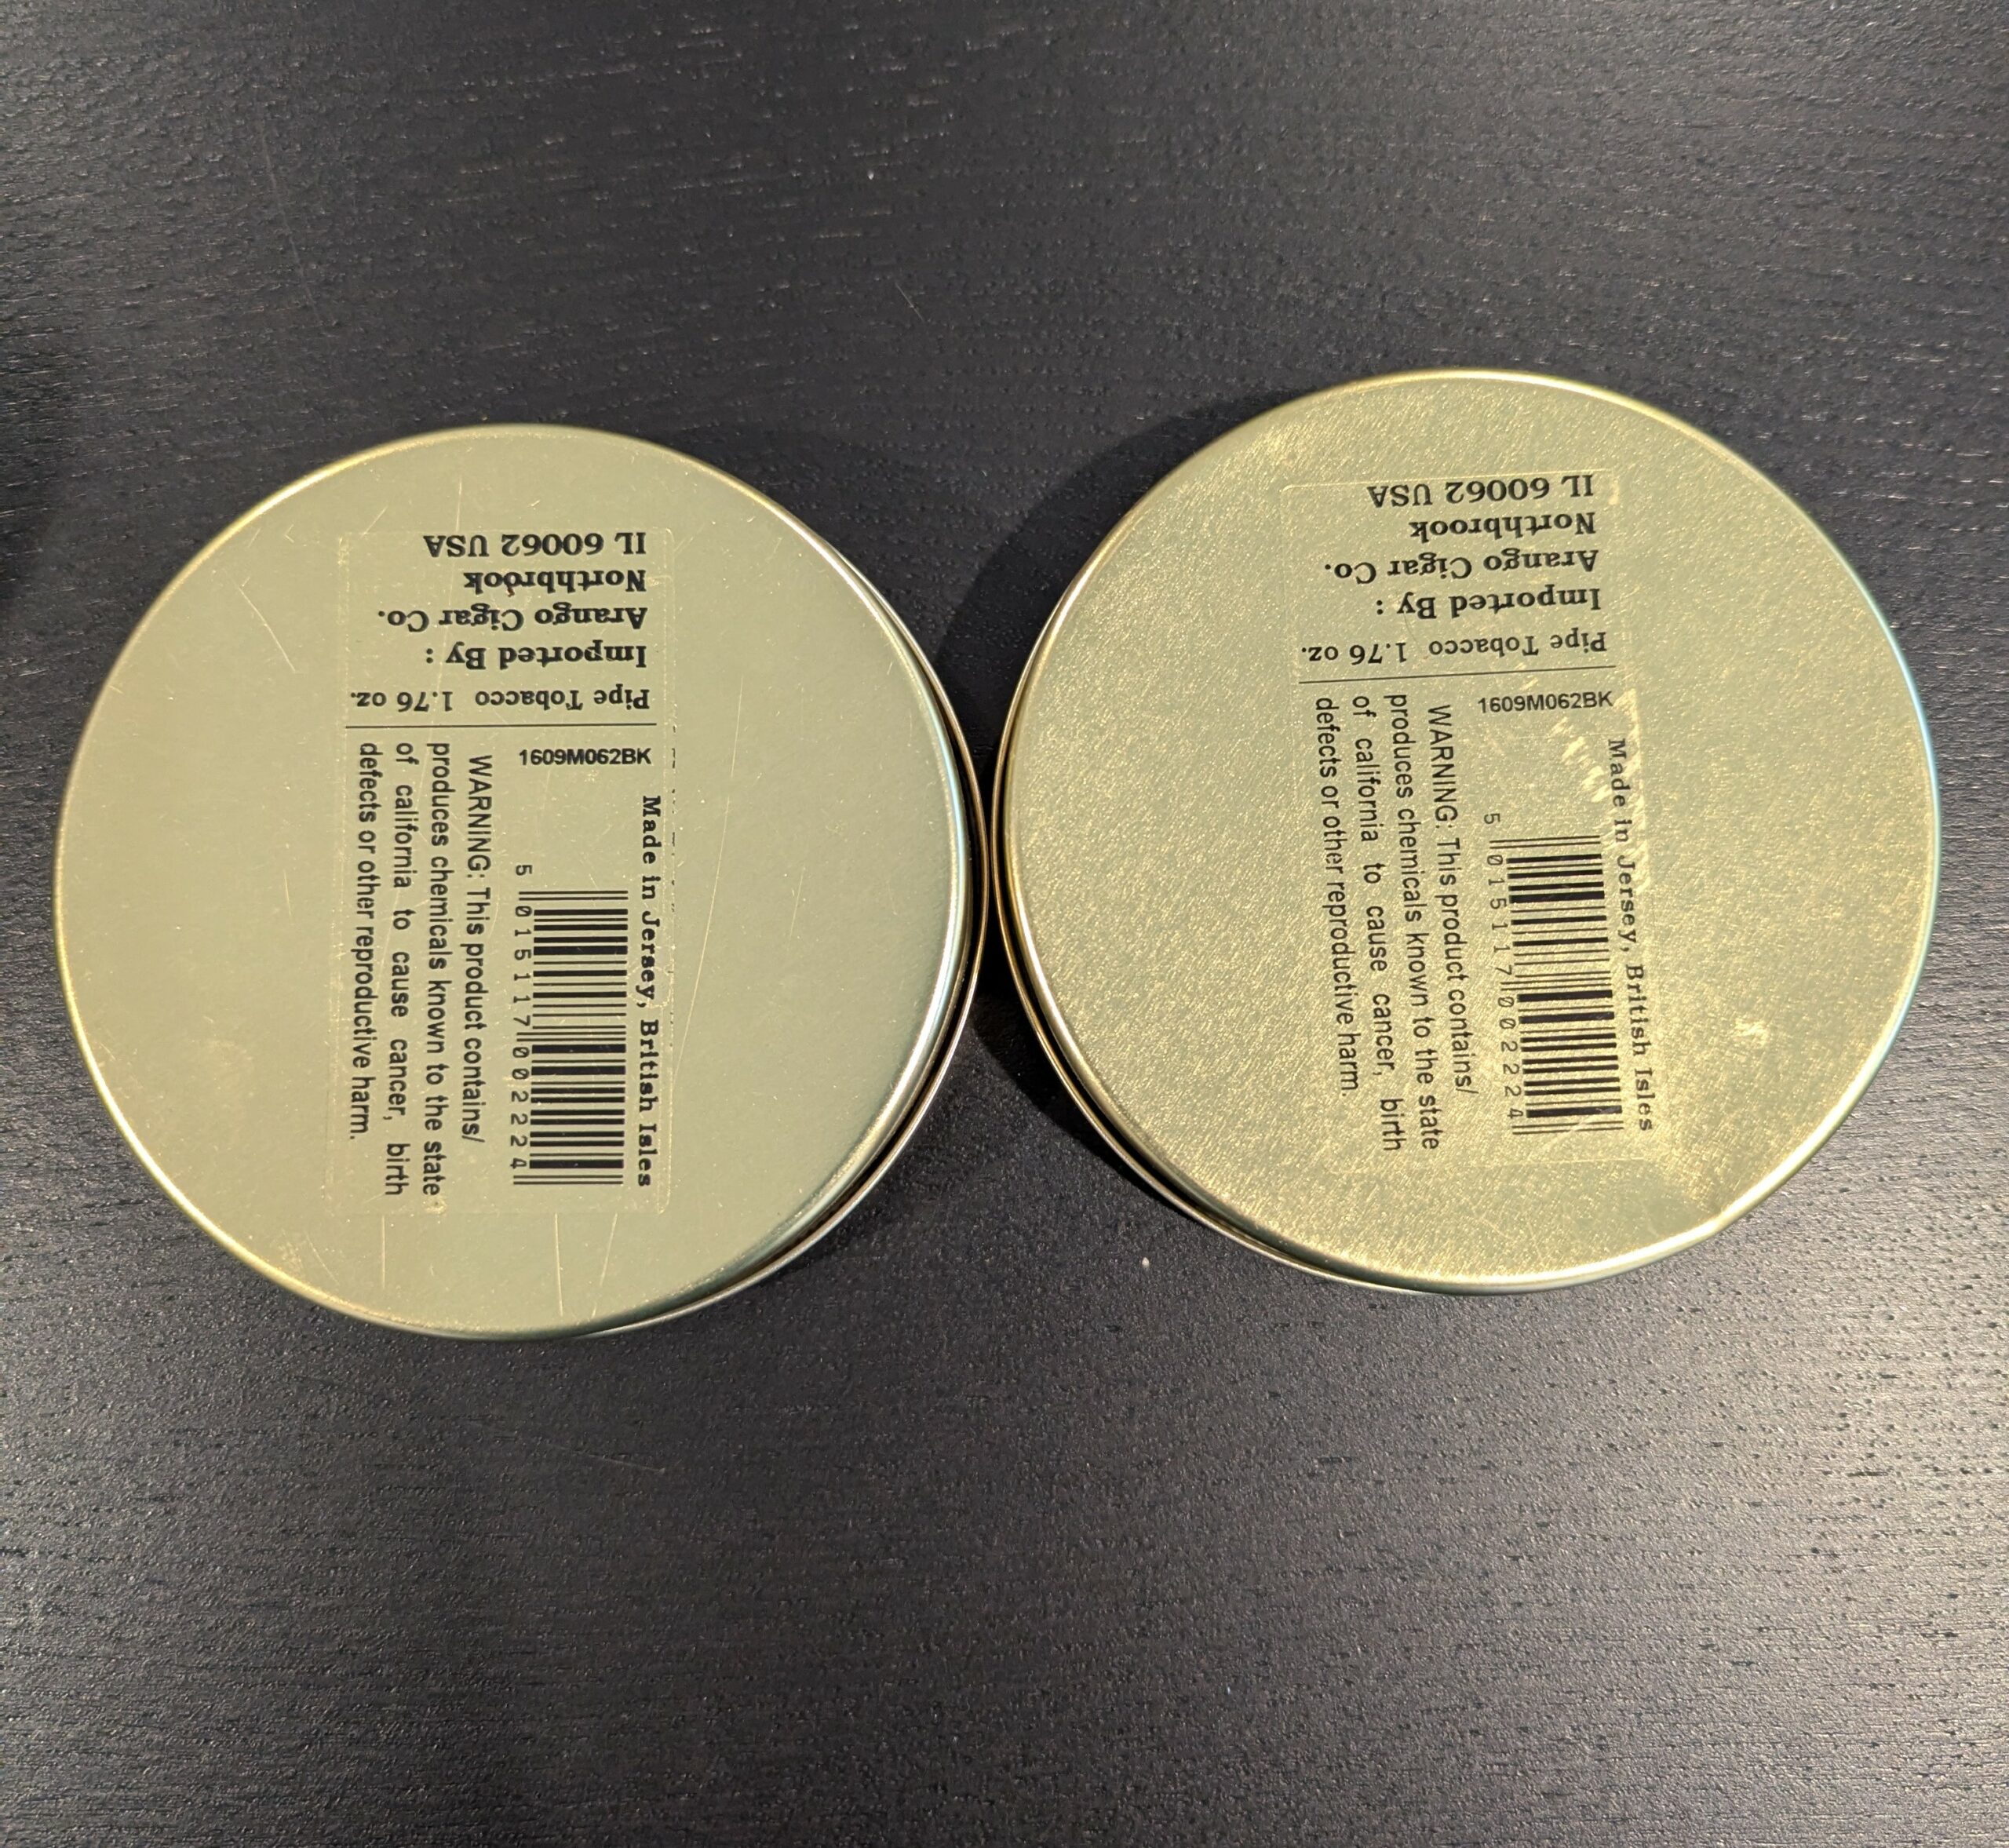 Made in Jersey, British Isles
5 015117 002224
1609M062BK
WARNING: This product contains/
produces chemicals known to the state
of california to cause cancer, birth
defects or other reproductive harm.
Pipe Tobacco 1.76 oz.
Imported By :
Arango Cigar Co.
Northbrook
IL 60062 USA
Made in Jersey, British Isles
5 015117 002224
1609M062BK
WARNING: This product contains/
produces chemicals known to the state
of california to cause cancer, birth
defects or other reproductive harm.
Pipe Tobacco 1.76 oz.
Imported By :
Arango Cigar Co.
Northbrook
IL 60062 USA